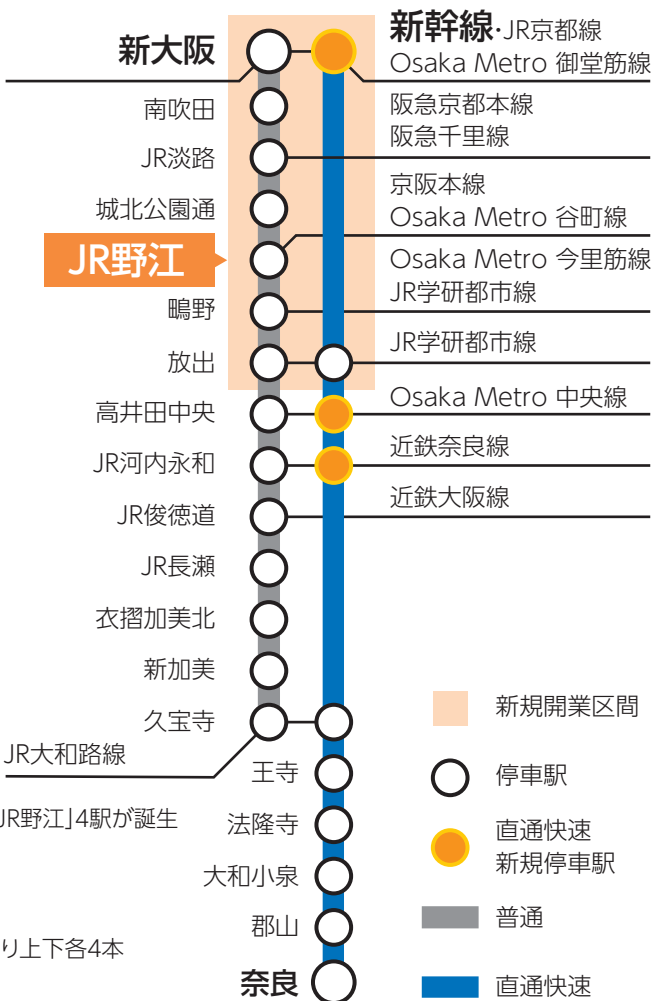 新大阪
新幹線·JR京都線
Osaka Metro 御堂筋線
南吹田
阪急京都本線
阪急千里線
JR淡路
城北公園通
京阪本線
Osaka Metro 谷町線
JR野江
Osaka Metro 今里筋線
JR学研都市線
鴫野
放出
JR学研都市線
高井田中央
Osaka Metro 中央線
JR河内永和
近鉄奈良線
JR俊徳道
近鉄大阪線
JR長瀬
衣摺加美北
新加美
久宝寺
JR大和路線
王寺
法隆寺
大和小泉
郡山
奈良
JR野江」4駅が誕生
り上下各4本
新規開業区間
停車駅
直通快速
新規停車駅
普通
直通快速